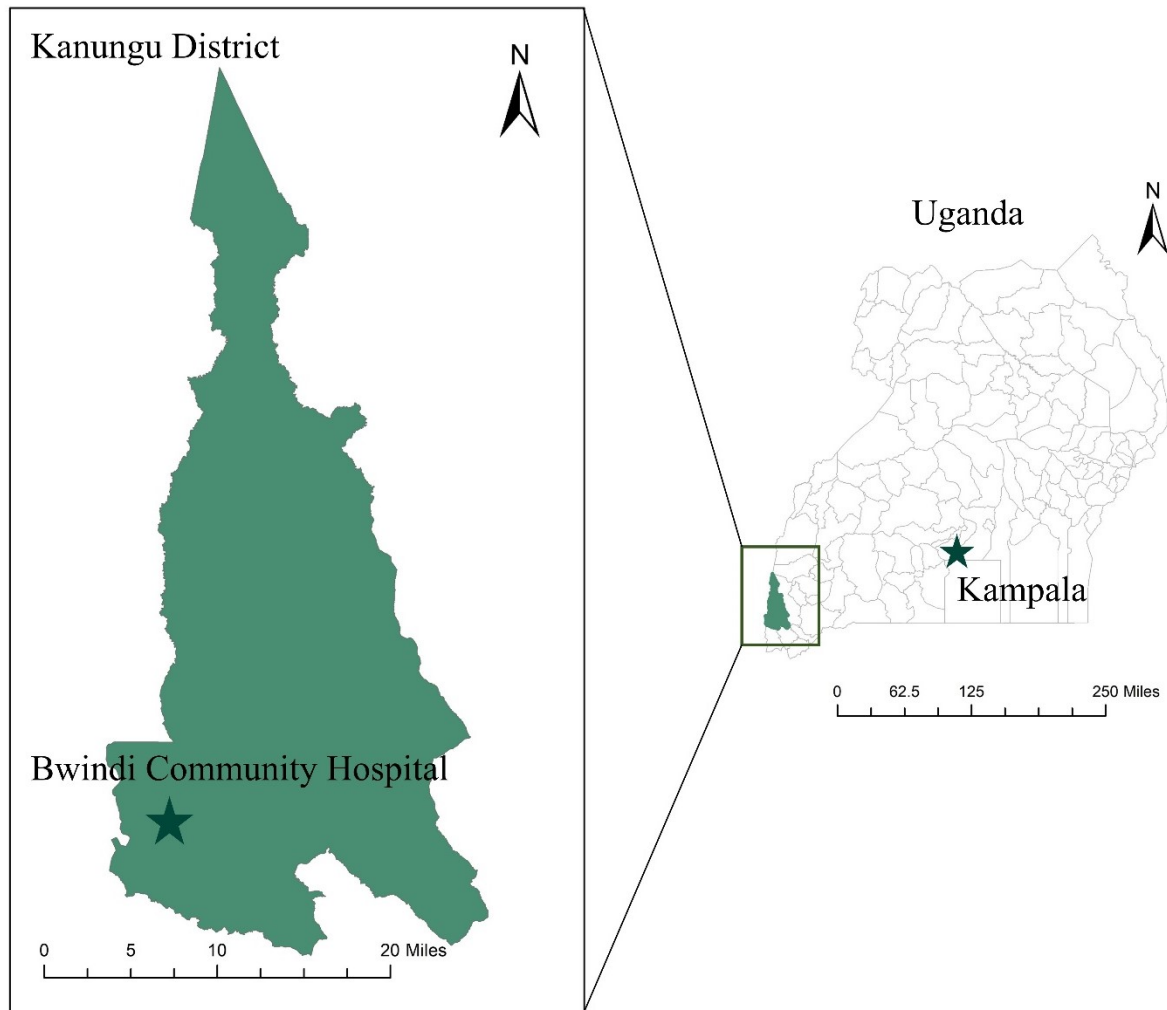 Kanungu District
N
Bwindi Community Hospital
0 5 10 20 Miles
N
Uganda
Kampala
0 62.5 125 250 Miles